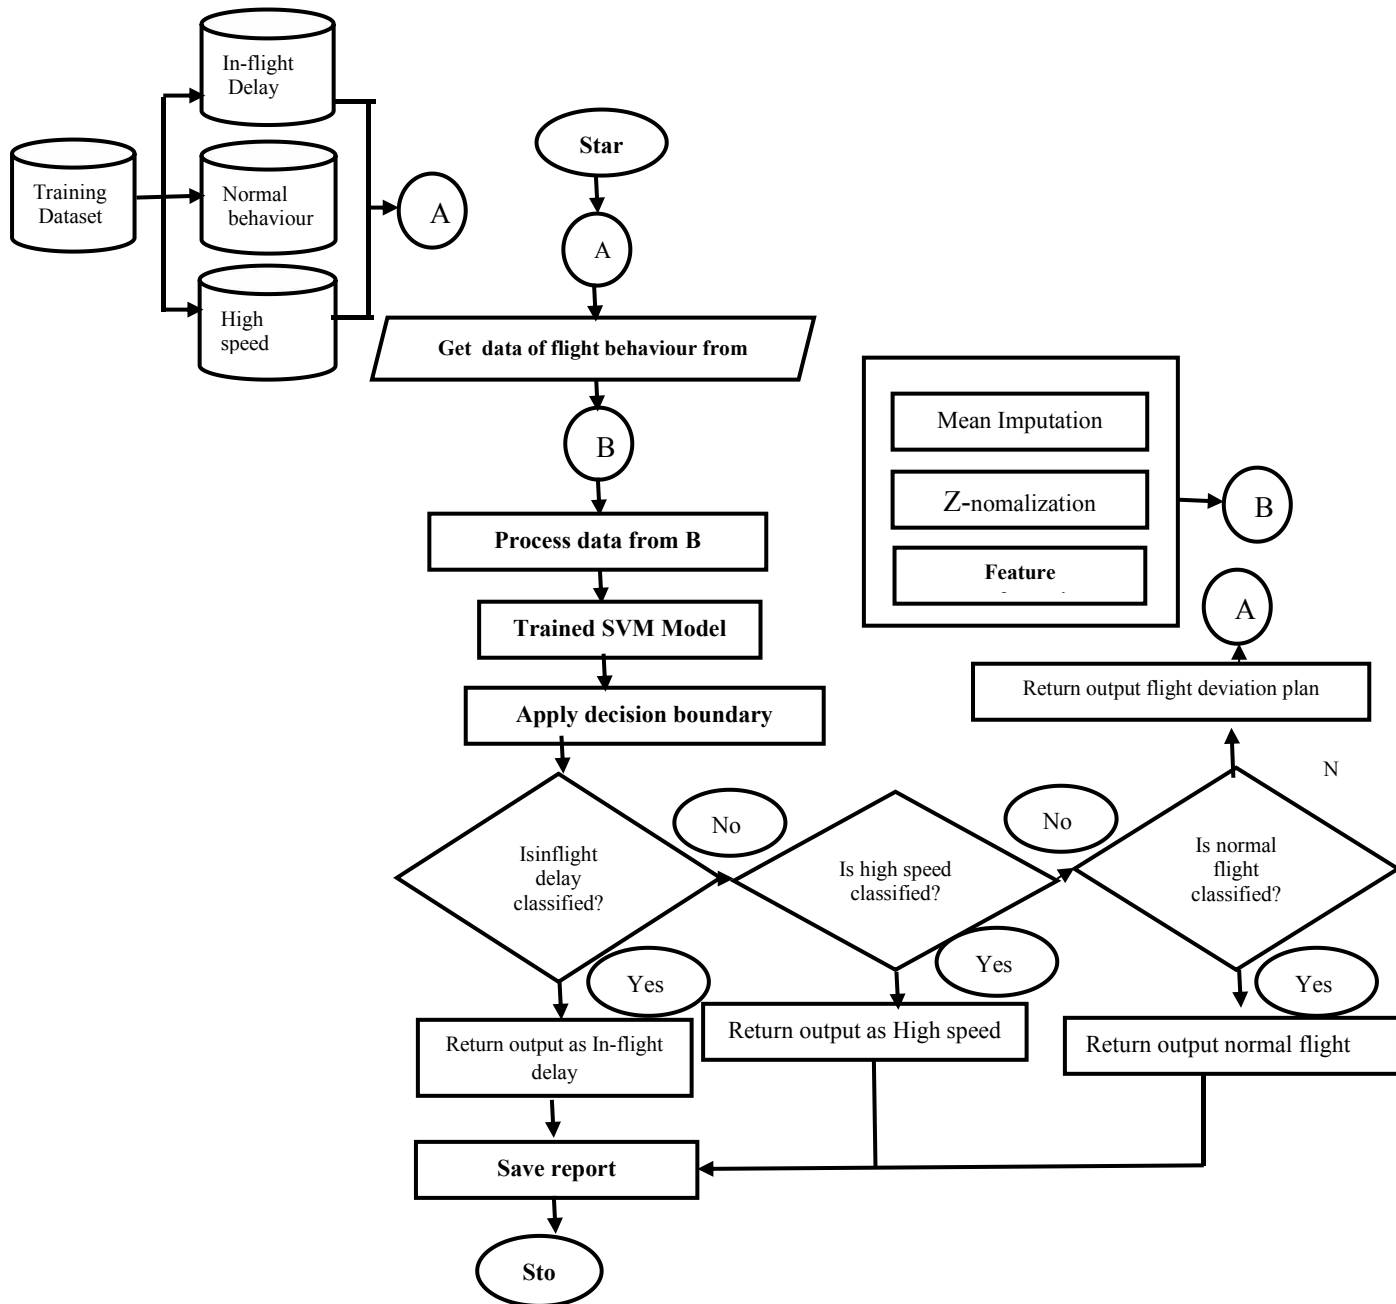 In-flight
Delay
Training
Dataset
Normal
behaviour
High
speed
A
Star
A
Get data of flight behaviour from
B
Process data from B
Trained SVM Model
Apply decision boundary
Mean Imputation
Z-nomalization
Feature
B
A
Return output flight deviation plan
N
Isinflight
delay
classified?
No
Is high speed
classified?
No
Is normal
flight
classified?
Yes
Yes
Yes
Return output as In-flight
delay
Return output as High speed
Return output normal flight
Save report
Sto